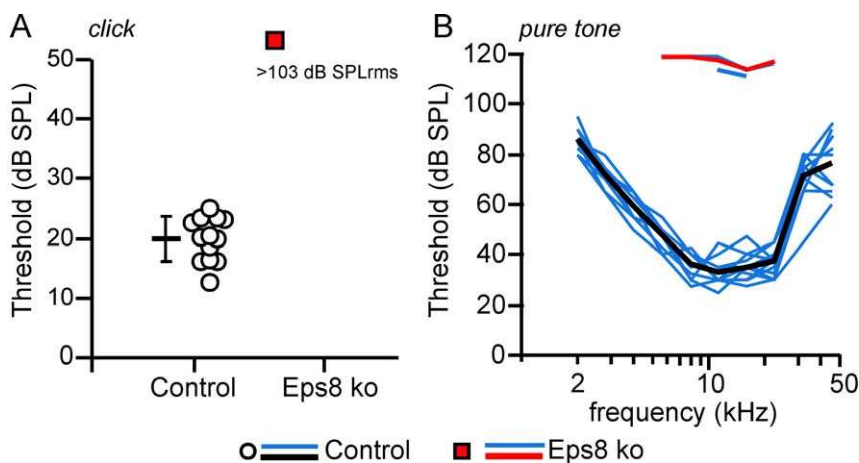 A click
50
40
30
20
10
0
Threshold (dB SPL)
>103 dB SPLrms
Control Eps8 ko
B pure tone
120
100
80
60
40
20
0
Threshold (dB SPL)
2 10 50
frequency (kHz)
Control Eps8 ko